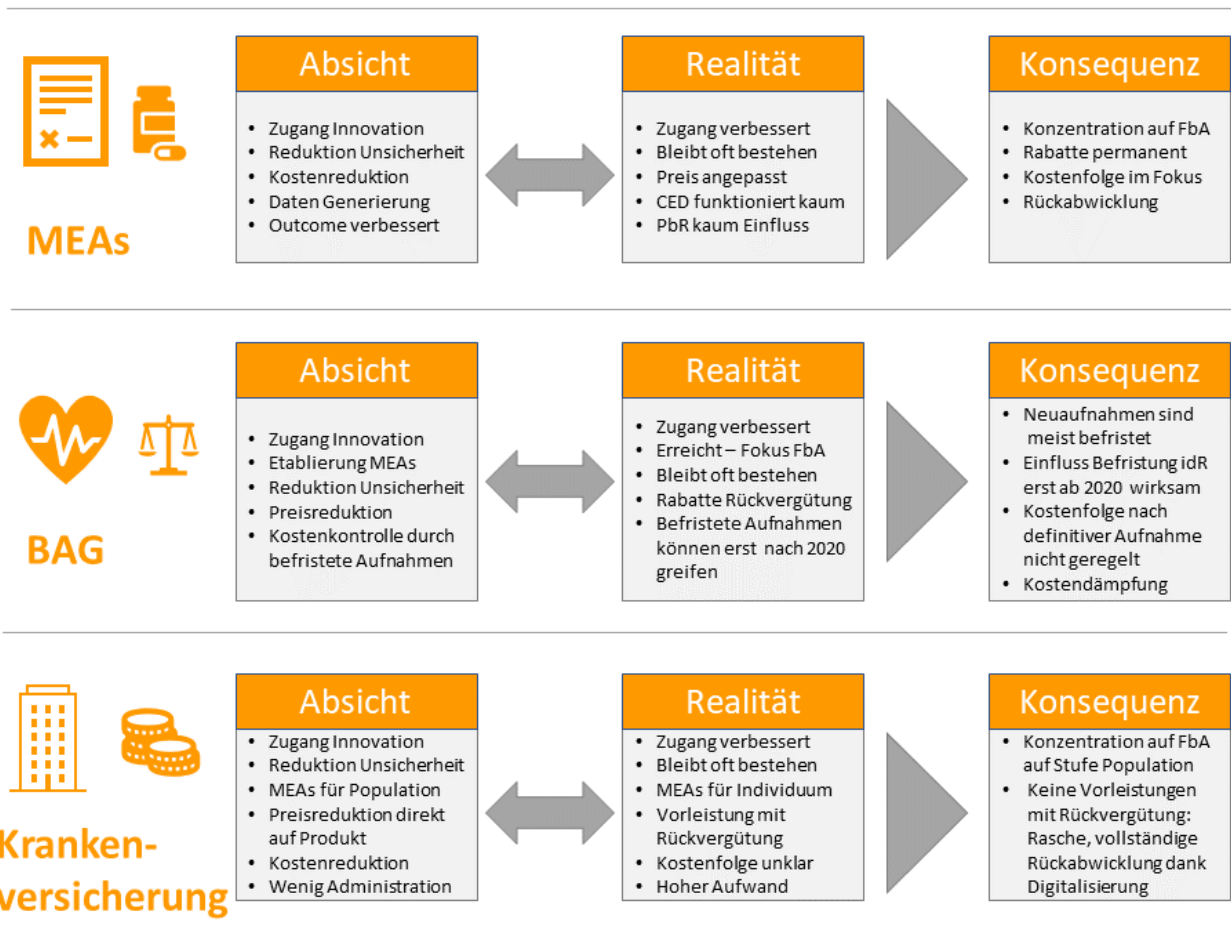 MEAs
Absicht
• Zugang Innovation
• Reduktion Unsicherheit
• Kostenreduktion
• Daten Generierung
• Outcome verbessert
Realität
• Zugang verbessert
• Bleibt oft bestehen
• Preis angepasst
• CED funktioniert kaum
• PbR kaum Einfluss
Konsequenz
• Konzentration auf FbA
• Rabatte permanent
• Kostenfolge im Fokus
• Rückabwicklung
BAG
Absicht
• Zugang Innovation
• Etablierung MEAs
• Reduktion Unsicherheit
• Preisreduktion
• Kostenkontrolle durch
befristete Aufnahmen
Realität
• Zugang verbessert
• Erreicht – Fokus FbA
• Bleibt oft bestehen
• Rabatte Rückvergütung
• Befristete Aufnahmen
können erst nach 2020
greifen
Konsequenz
• Neuaufnahmen sind
meist befristet
• Einfluss Befristung idR
erst ab 2020 wirksam
• Kostenfolge nach
definitiver Aufnahme
nicht geregelt
• Kostendämpfung
Kranken-
versicherung
Absicht
• Zugang Innovation
• Reduktion Unsicherheit
• MEAs für Population
• Preisreduktion direkt
auf Produkt
• Kostenreduktion
• Wenig Administration
Realität
• Zugang verbessert
• Bleibt oft bestehen
• MEAs für Individuum
• Vorleistung mit
Rückvergütung
• Kostenfolge unklar
• Hoher Aufwand
Konsequenz
• Konzentration auf FbA
auf Stufe Population
• Keine Vorleistungen
mit Rückvergütung:
Rasche, vollständige
Rückabwicklung dank
Digitalisierung